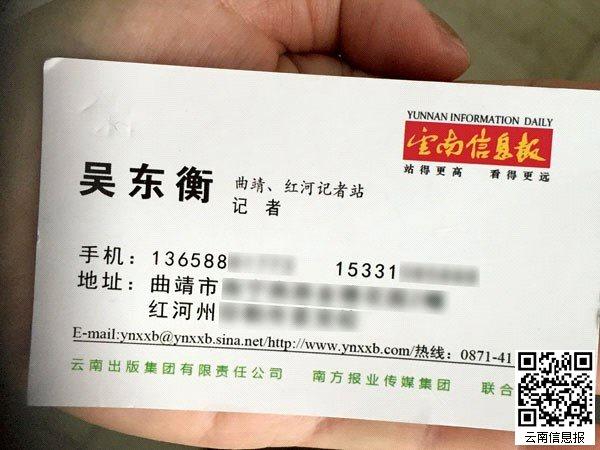 YUNNAN INFORMATION DAILY
云南信息报
站得更高 看得更远
吴东衡 曲靖、红河记者站
记者
手机：136588 15331
地址：曲靖市
红河州
E-mail:ynxxb@ynxxb.sina.net/http://www.ynxxb.com/热线：0871-41
云南出版集团有限责任公司 南方报业传媒集团 联合
云南信息报